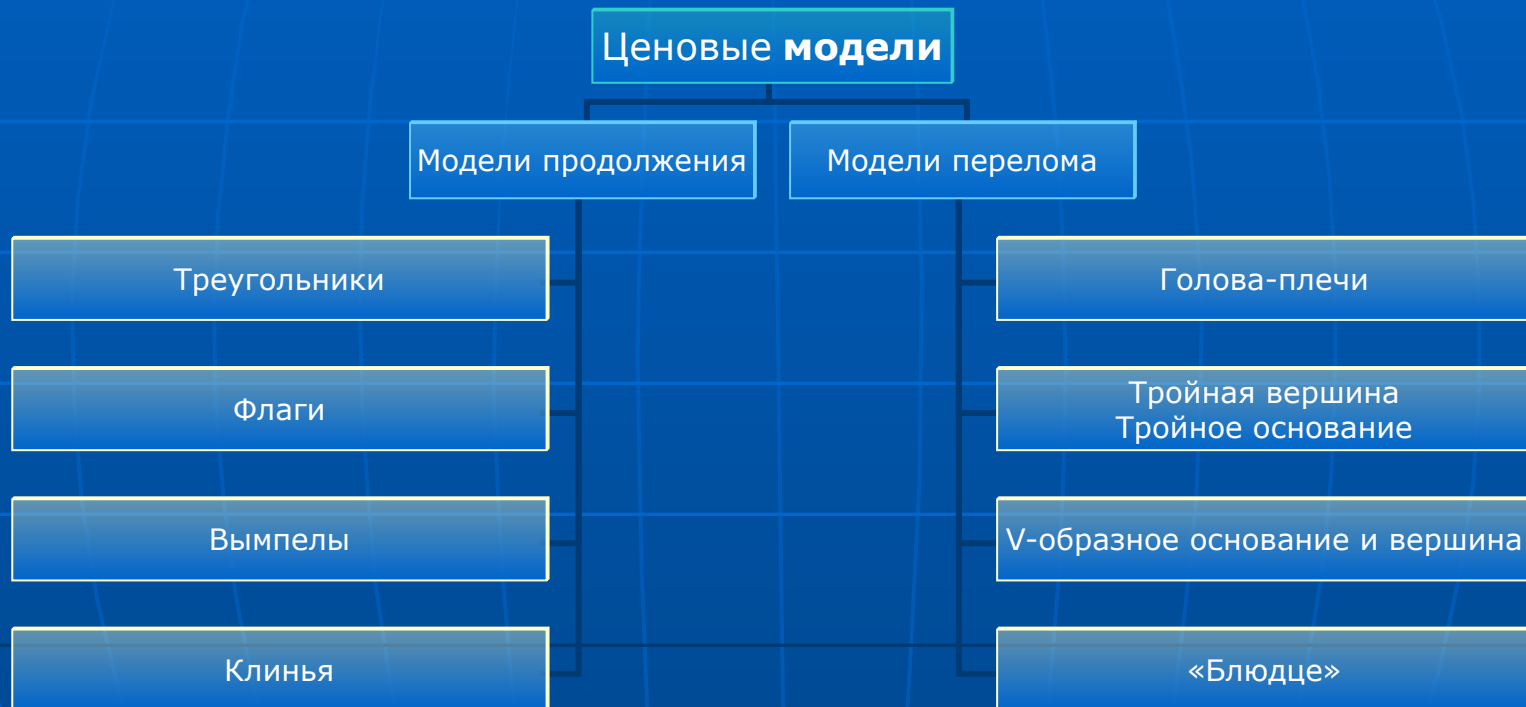 Ценовые модели
Модели продолжения
Модели перелома
Треугольники
Флаги
Вымпелы
Клинья
Голова-плечи
Тройная вершина
Тройное основание
V-образное основание и вершина
«Блюдце»